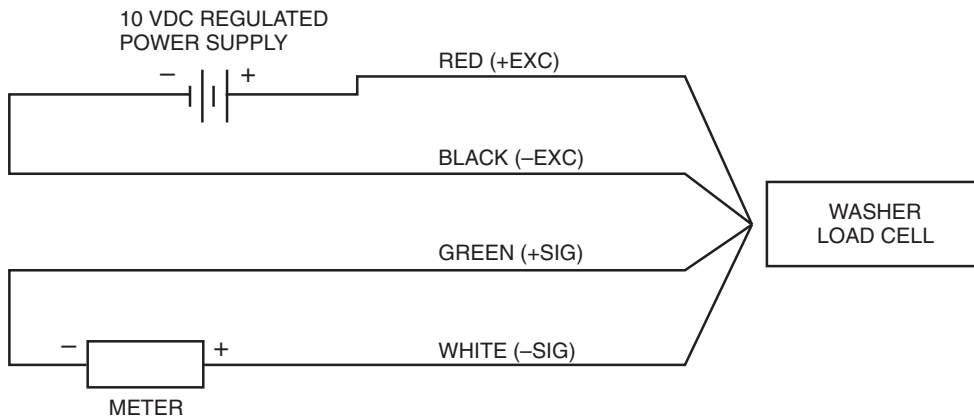 10 VDC REGULATED
POWER SUPPLY
– +
RED (+EXC)
BLACK (–EXC)
WASHER
LOAD CELL
GREEN (+SIG)
– +
WHITE (–SIG)
METER